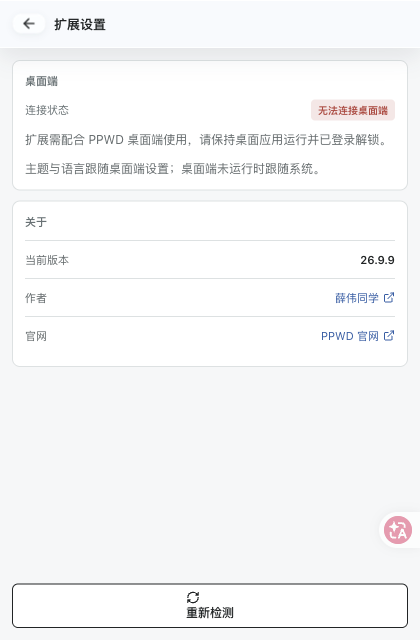 扩展设置
桌面端
连接状态
无法连接桌面端
扩展需配合 PPWD 桌面端使用，请保持桌面应用运行并已登录解锁。
主题与语言跟随桌面端设置；桌面端未运行时跟随系统。
关于
当前版本
26.9.9
作者
薛伟同学
官网
PPWD 官网
A
重新检测